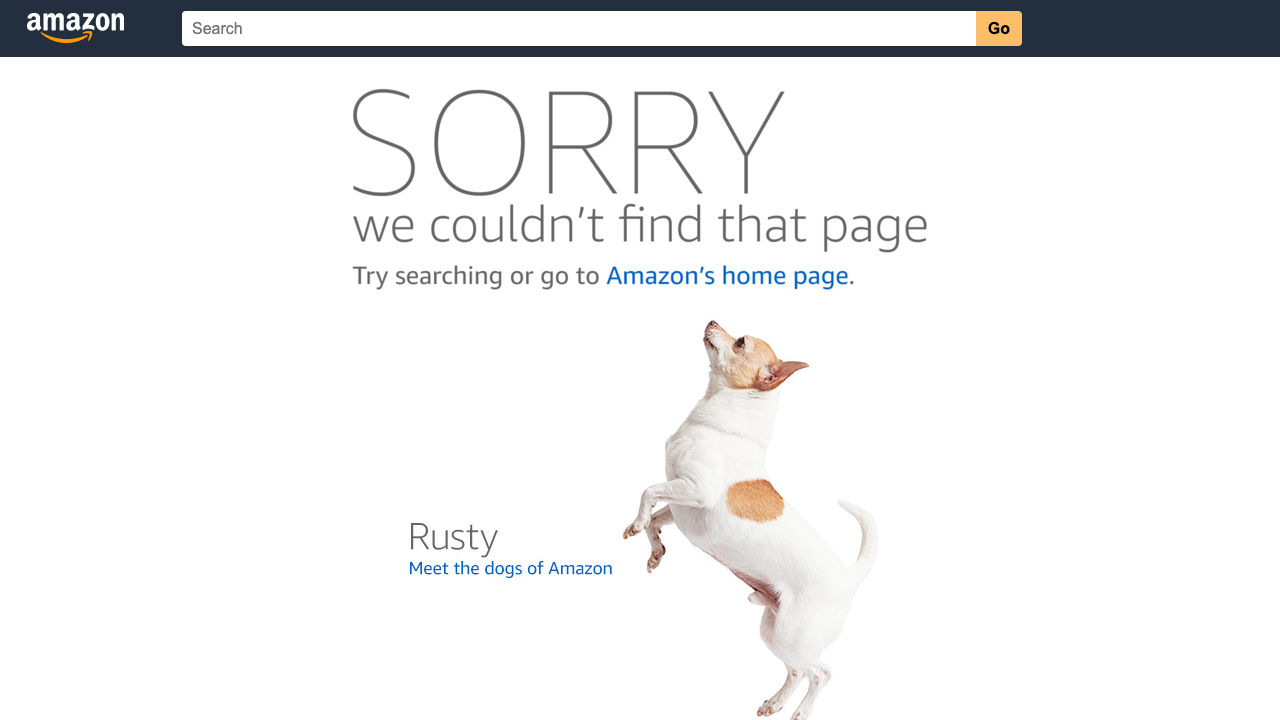 amazon
Search
Go
SORRY
we couldn't find that page
Try searching or go to Amazon's home page.
Rusty
Meet the dogs of Amazon